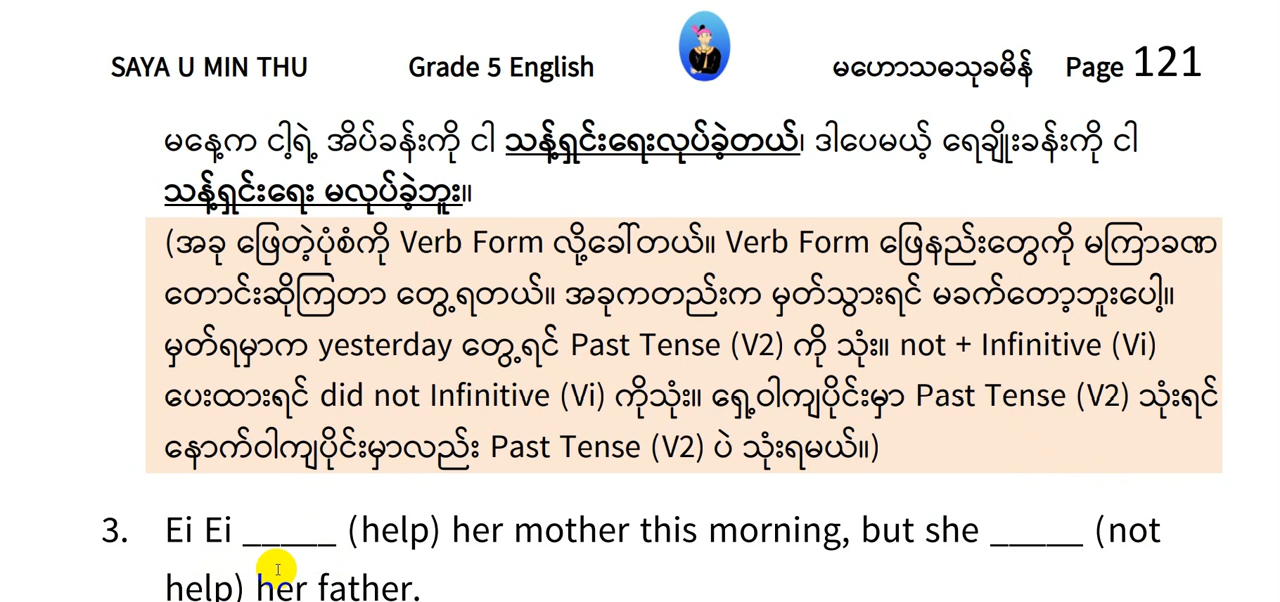 SAYA U MIN THU Grade 5 English မဟောသဓသုခမိန် Page 121
မနေ့က ငါ့ရဲ့ အိပ်ခန်းကို ငါ သန့်ရှင်းရေးလုပ်ခဲ့တယ်၊ ဒါပေမယ့် ရေချိုးခန်းကို ငါ
သန့်ရှင်းရေး မလုပ်ခဲ့ဘူး။
(အခု ဖြေတဲ့ပုံစံကို Verb Form လို့ခေါ်တယ်။ Verb Form ဖြေနည်းတွေကို မကြာခဏ
တောင်းဆိုကြတာ တွေ့ရတယ်။ အခုကတည်းက မှတ်သွားရင် မခက်တော့ဘူးပေါ့။
မှတ်ရမှာက yesterday တွေ့ရင် Past Tense (V2) ကို သုံး။ not + Infinitive (Vi)
ပေးထားရင် did not Infinitive (Vi) ကိုသုံး။ ရှေ့ဝါကျပိုင်းမှာ Past Tense (V2) သုံးရင်
နောက်ဝါကျပိုင်းမှာလည်း Past Tense (V2) ပဲ သုံးရမယ်။)
3. Ei Ei _____ (help) her mother this morning, but she _____ (not
help) her father.